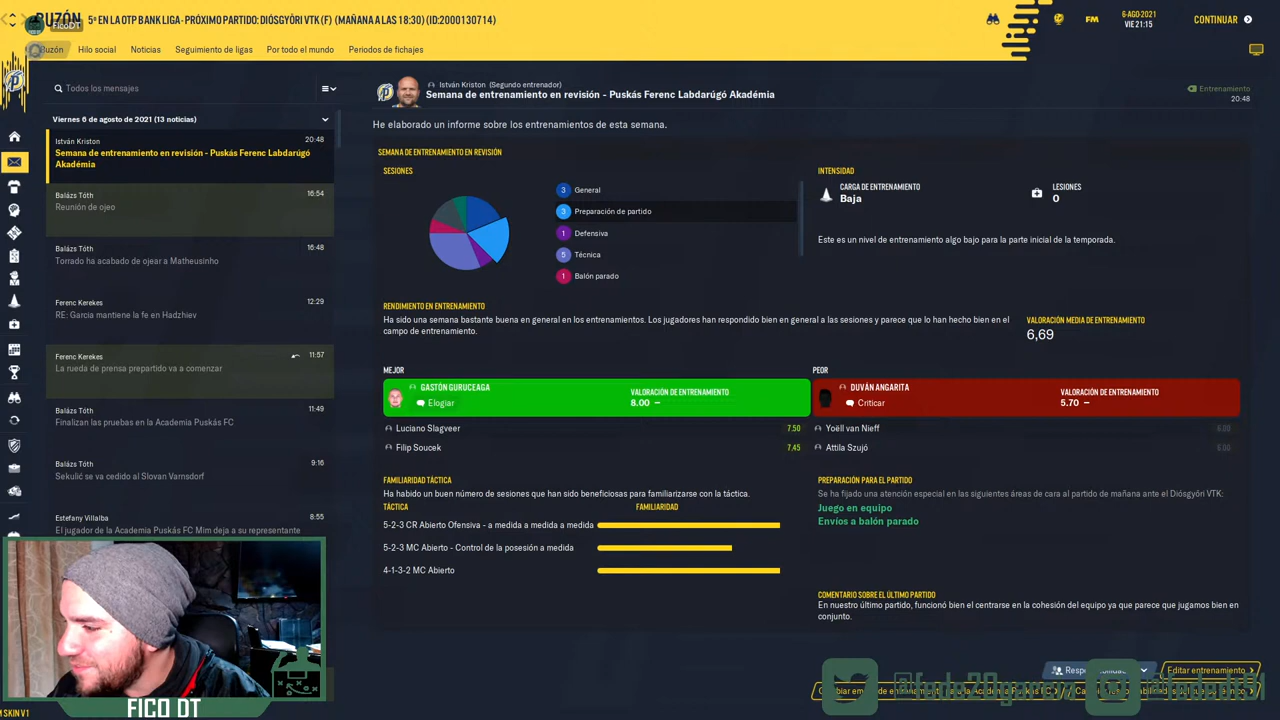 BUZÓN
FicoDT
5º EN LA OTP BANK LIGA - PRÓXIMO PARTIDO: DIÓSGYŐRI VTK (F) (MAÑANA A LAS 18:30) (ID:2000130714)
FM
6-AGO-2021
VIE 21:15
CONTINUAR
Buzón
Hilo social
Noticias
Seguimiento de ligas
Por todo el mundo
Periodos de fichajes
Todos los mensajes
Viernes 6 de agosto de 2021 (13 noticias)
István Kriston
20:48
Semana de entrenamiento en revisión - Puskás Ferenc Labdarúgó
Akadémia
Balázs Tóth
16:54
Reunión de ojeo
Balázs Tóth
16:48
Torrado ha acabado de ojear a Matheusinho
Ferenc Kerekes
12:29
RE: Garcia mantiene la fe en Hadzhiev
Ferenc Kerekes
11:57
La rueda de prensa prepartido va a comenzar
Balázs Tóth
11:49
Finalizan las pruebas en la Academia Puskás FC
Balázs Tóth
9:16
Sekulić se va cedido al Slovan Varnsdorf
Estefany Villalba
8:55
El jugador de la Academia Puskás FC Mim deja a su representante
István Kriston (Segundo entrenador)
Semana de entrenamiento en revisión - Puskás Ferenc Labdarúgó Akadémia
Entrenamiento
20:48
He elaborado un informe sobre los entrenamientos de esta semana.
SEMANA DE ENTRENAMIENTO EN REVISIÓN
SESIONES
3 General
3 Preparación de partido
1 Defensiva
5 Técnica
1 Balón parado
INTENSIDAD
CARGA DE ENTRENAMIENTO
Baja
LESIONES
0
Este es un nivel de entrenamiento algo bajo para la parte inicial de la temporada.
RENDIMIENTO EN ENTRENAMIENTO
Ha sido una semana bastante buena en general en los entrenamientos. Los jugadores han respondido bien en general a las sesiones y parece que lo han hecho bien en el
campo de entrenamiento.
VALORACIÓN MEDIA DE ENTRENAMIENTO
6,69
MEJOR
GASTÓN GURUCEAGA
Elogiar
VALORACIÓN DE ENTRENAMIENTO
8.00 –
Luciano Slagveer
7.50
Filip Soucek
7.45
PEOR
DUVÁN ANGARITA
Criticar
VALORACIÓN DE ENTRENAMIENTO
5.70 –
Yoëll van Nieff
6.00
Attila Szujó
6.00
FAMILIARIDAD TÁCTICA
Ha habido un buen número de sesiones que han sido beneficiosas para familiarizarse con la táctica.
TÁCTICA
FAMILIARIDAD
5-2-3 CR Abierto Ofensiva - a medida a medida a medida
5-2-3 MC Abierto - Control de la posesión a medida
4-1-3-2 MC Abierto
PREPARACIÓN PARA EL PARTIDO
Se ha fijado una atención especial en las siguientes áreas de cara al partido de mañana ante el Diósgyőri VTK:
Juego en equipo
Envíos a balón parado
COMENTARIO SOBRE EL ÚLTIMO PARTIDO
En nuestro último partido, funcionó bien el centrarse en la cohesión del equipo ya que parece que jugamos bien en
conjunto.
Editar entrenamiento
FICO DT
M SKIN V1